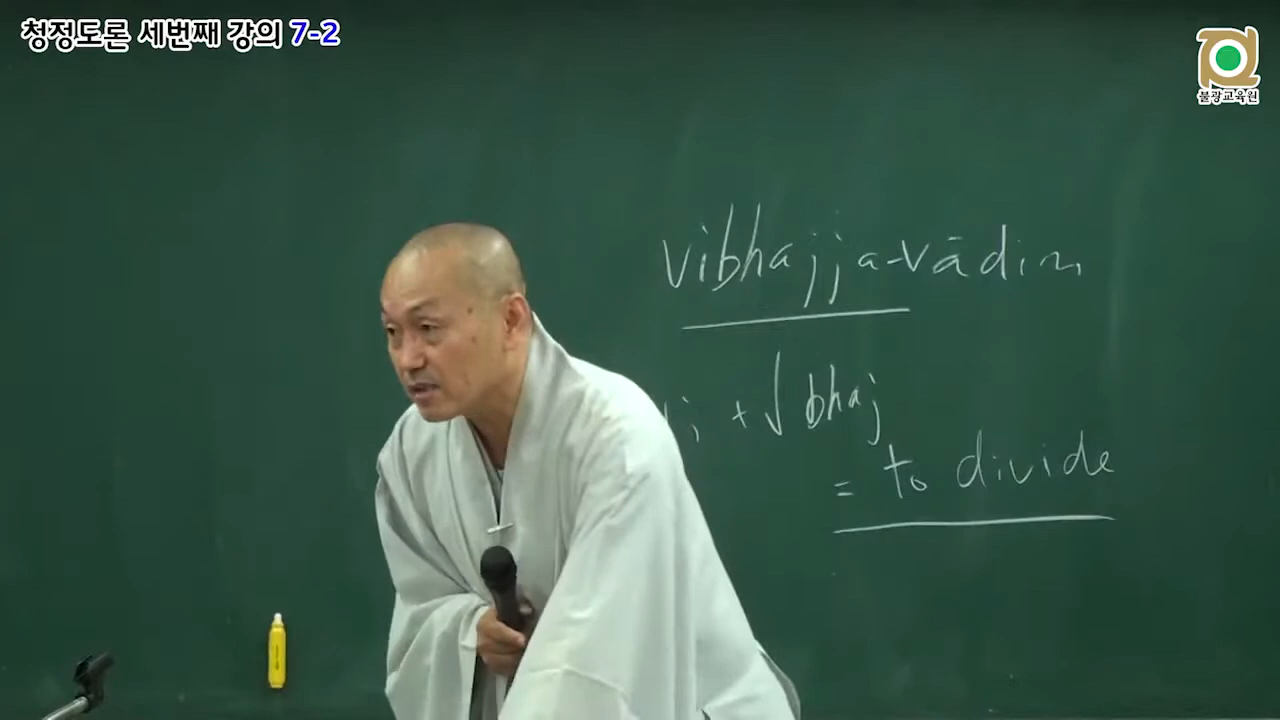 청정도론 세번째 강의 7-2
불광교육원
vibhajja-vādin
i + √bhaj
= to divide